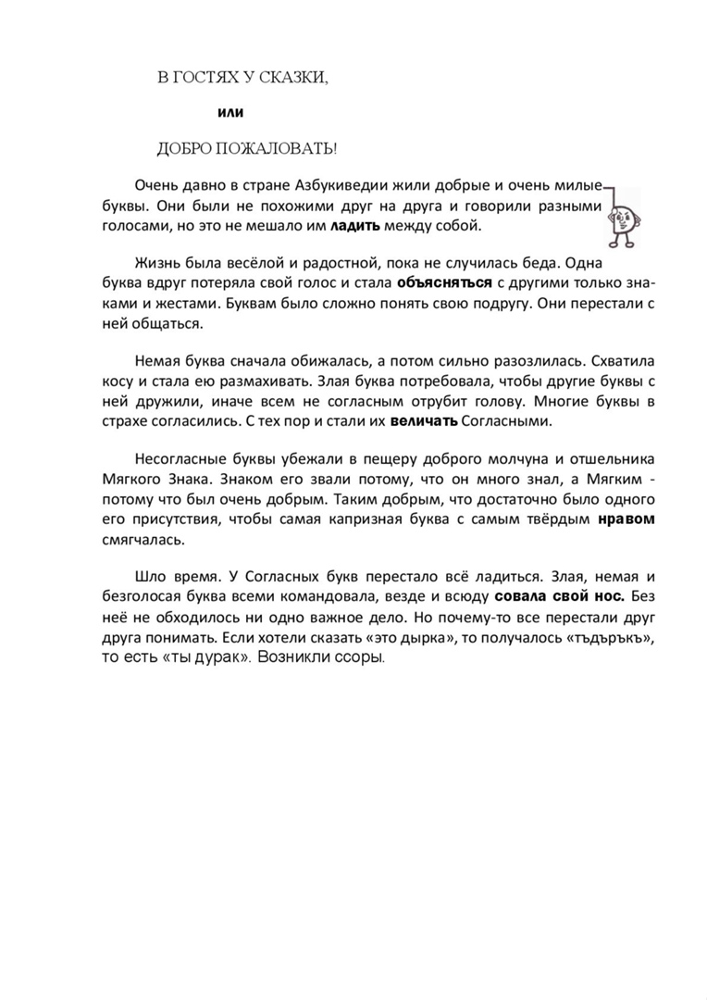 В ГОСТЯХ У СКАЗКИ,
или
ДОБРО ПОЖАЛОВАТЬ!
Очень давно в стране Азбукиведии жили добрые и очень милые
буквы. Они были не похожими друг на друга и говорили разными
голосами, но это не мешало им ладить между собой.
Жизнь была весёлой и радостной, пока не случилась беда. Одна
буква вдруг потеряла свой голос и стала объясняться с другими только зна-
ками и жестами. Буквам было сложно понять свою подругу. Они перестали с
ней общаться.
Немая буква сначала обижалась, а потом сильно разозлилась. Схватила
косу и стала ею размахивать. Злая буква потребовала, чтобы другие буквы с
ней дружили, иначе всем не согласным отрубит голову. Многие буквы в
страхе согласились. С тех пор и стали их величать Согласными.
Несогласные буквы убежали в пещеру доброго молчуна и отшельника
Мягкого Знака. Знаком его звали потому, что он много знал, а Мягким -
потому что был очень добрым. Таким добрым, что достаточно было одного
его присутствия, чтобы самая капризная буква с самым твёрдым нравом
смягчалась.
Шло время. У Согласных букв перестало всё ладиться. Злая, немая и
безголосая буква всеми командовала, везде и всюду совала свой нос. Без
неё не обходилось ни одно важное дело. Но почему-то все перестали друг
друга понимать. Если хотели сказать «это дырка», то получалось «тъдъръкъ»,
то есть «ты дурак». Возникли ссоры.